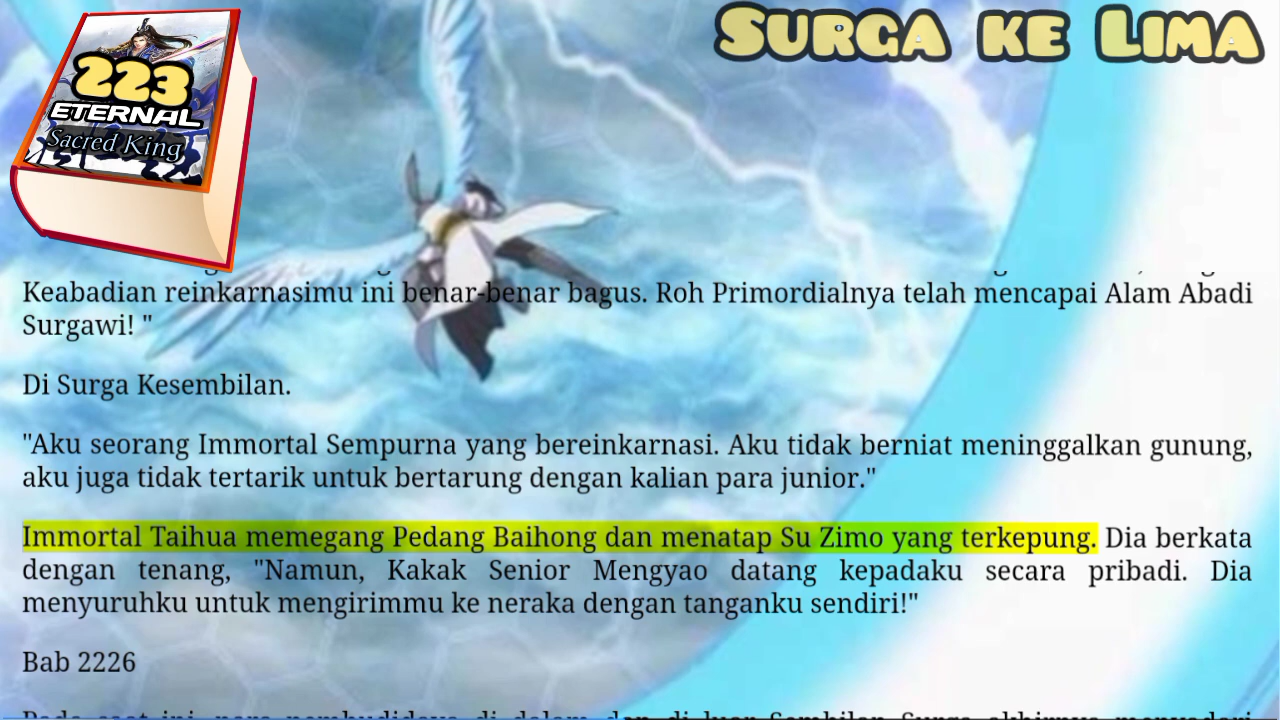 SURGA KE LIMA
223
ETERNAL
Sacred King
Keabadian reinkarnasimu ini benar-benar bagus. Roh Primordialnya telah mencapai Alam Abadi
Surgawi! "
Di Surga Kesembilan.
"Aku seorang Immortal Sempurna yang bereinkarnasi. Aku tidak berniat meninggalkan gunung,
aku juga tidak tertarik untuk bertarung dengan kalian para junior."
Immortal Taihua memegang Pedang Baihong dan menatap Su Zimo yang terkepung. Dia berkata
dengan tenang, "Namun, Kakak Senior Mengyao datang kepadaku secara pribadi. Dia
menyuruhku untuk mengirimmu ke neraka dengan tanganku sendiri!"
Bab 2226